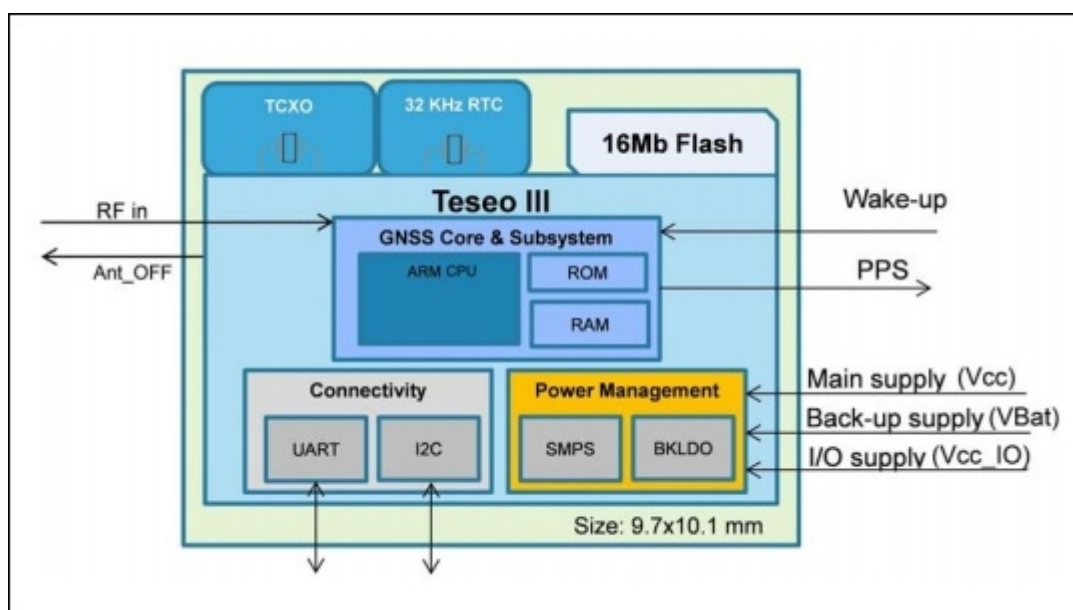 TCXO
32 KHz RTC
16Mb Flash
Teseo III
RF in
Ant_OFF
Wake-up
PPS
GNSS Core & Subsystem
ARM CPU
ROM
RAM
Connectivity
UART
I2C
Power Management
SMPS
BKLDO
Main supply (Vcc)
Back-up supply (VBat)
I/O supply (Vcc_IO)
Size: 9.7x10.1 mm